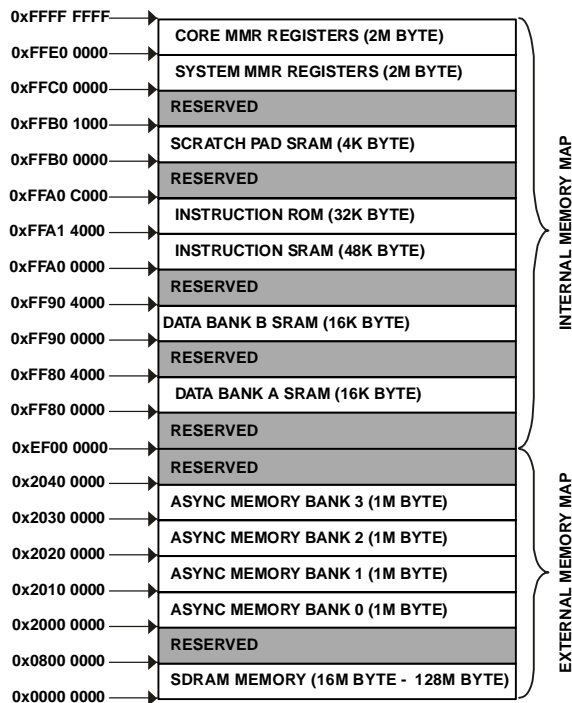 0xFFFF FFFF
CORE MMR REGISTERS (2M BYTE)
0xFFE0 0000
SYSTEM MMR REGISTERS (2M BYTE)
0xFFC0 0000
RESERVED
0xFFB0 1000
SCRATCH PAD SRAM (4K BYTE)
0xFFB0 0000
RESERVED
0xFFA0 C000
INSTRUCTION ROM (32K BYTE)
0xFFA1 4000
INSTRUCTION SRAM (48K BYTE)
0xFFA0 0000
RESERVED
0xFF90 4000
DATA BANK B SRAM (16K BYTE)
0xFF90 0000
RESERVED
0xFF80 4000
DATA BANK A SRAM (16K BYTE)
0xFF80 0000
RESERVED
0xEF00 0000
RESERVED
0x2040 0000
ASYNC MEMORY BANK 3 (1M BYTE)
0x2030 0000
ASYNC MEMORY BANK 2 (1M BYTE)
0x2020 0000
ASYNC MEMORY BANK 1 (1M BYTE)
0x2010 0000
ASYNC MEMORY BANK 0 (1M BYTE)
0x2000 0000
RESERVED
0x0800 0000
SDRAM MEMORY (16M BYTE - 128M BYTE)
0x0000 0000
INTERNAL MEMORY MAP
EXTERNAL MEMORY MAP